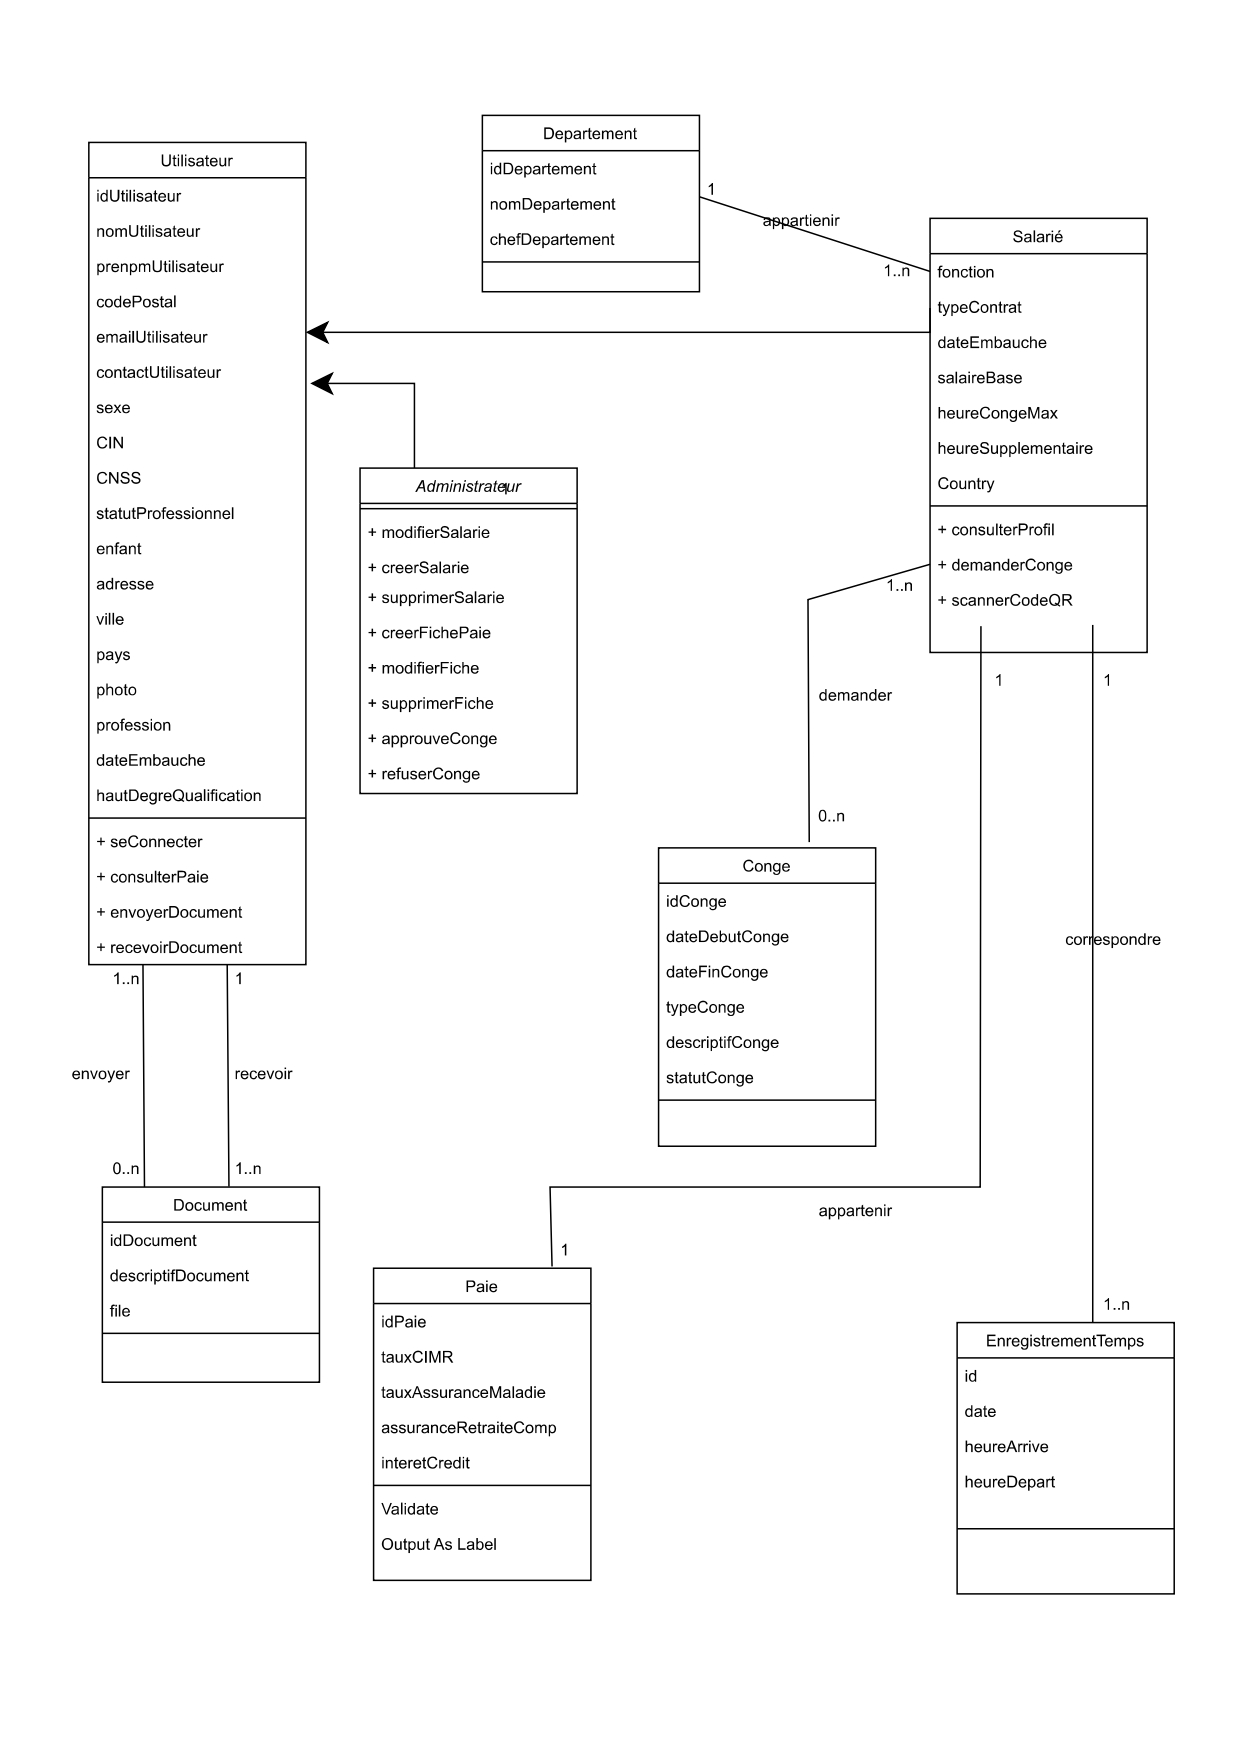 Departement
idDepartement
nomDepartement
chefDepartement
Utilisateur
idUtilisateur
nomUtilisateur
prenpmUtilisateur
codePostal
emailUtilisateur
contactUtilisateur
sexe
CIN
CNSS
statutProfessionnel
enfant
adresse
ville
pays
photo
profession
dateEmbauche
hautDegreQualification
+ seConnecter
+ consulterPaie
+ envoyerDocument
+ recevoirDocument
1
appartienir
1..n
Salarié
fonction
typeContrat
dateEmbauche
salaireBase
heureCongeMax
heureSupplementaire
Country
+ consulterProfil
+ demanderConge
+ scannerCodeQR
Administrateur
+ modifierSalarie
+ creerSalarie
+ supprimerSalarie
+ creerFichePaie
+ modifierFiche
+ supprimerFiche
+ approuveConge
+ refuserConge
1..n
demander
0..n
1
1
Conge
idConge
dateDebutConge
dateFinConge
typeConge
descriptifConge
statutConge
correspondre
1..n
1
envoyer
recevoir
0..n
1..n
Document
idDocument
descriptifDocument
file
appartenir
1
Paie
idPaie
tauxCIMR
tauxAssuranceMaladie
assuranceRetraiteComp
interetCredit
Validate
Output As Label
1..n
EnregistrementTemps
id
date
heureArrive
heureDepart